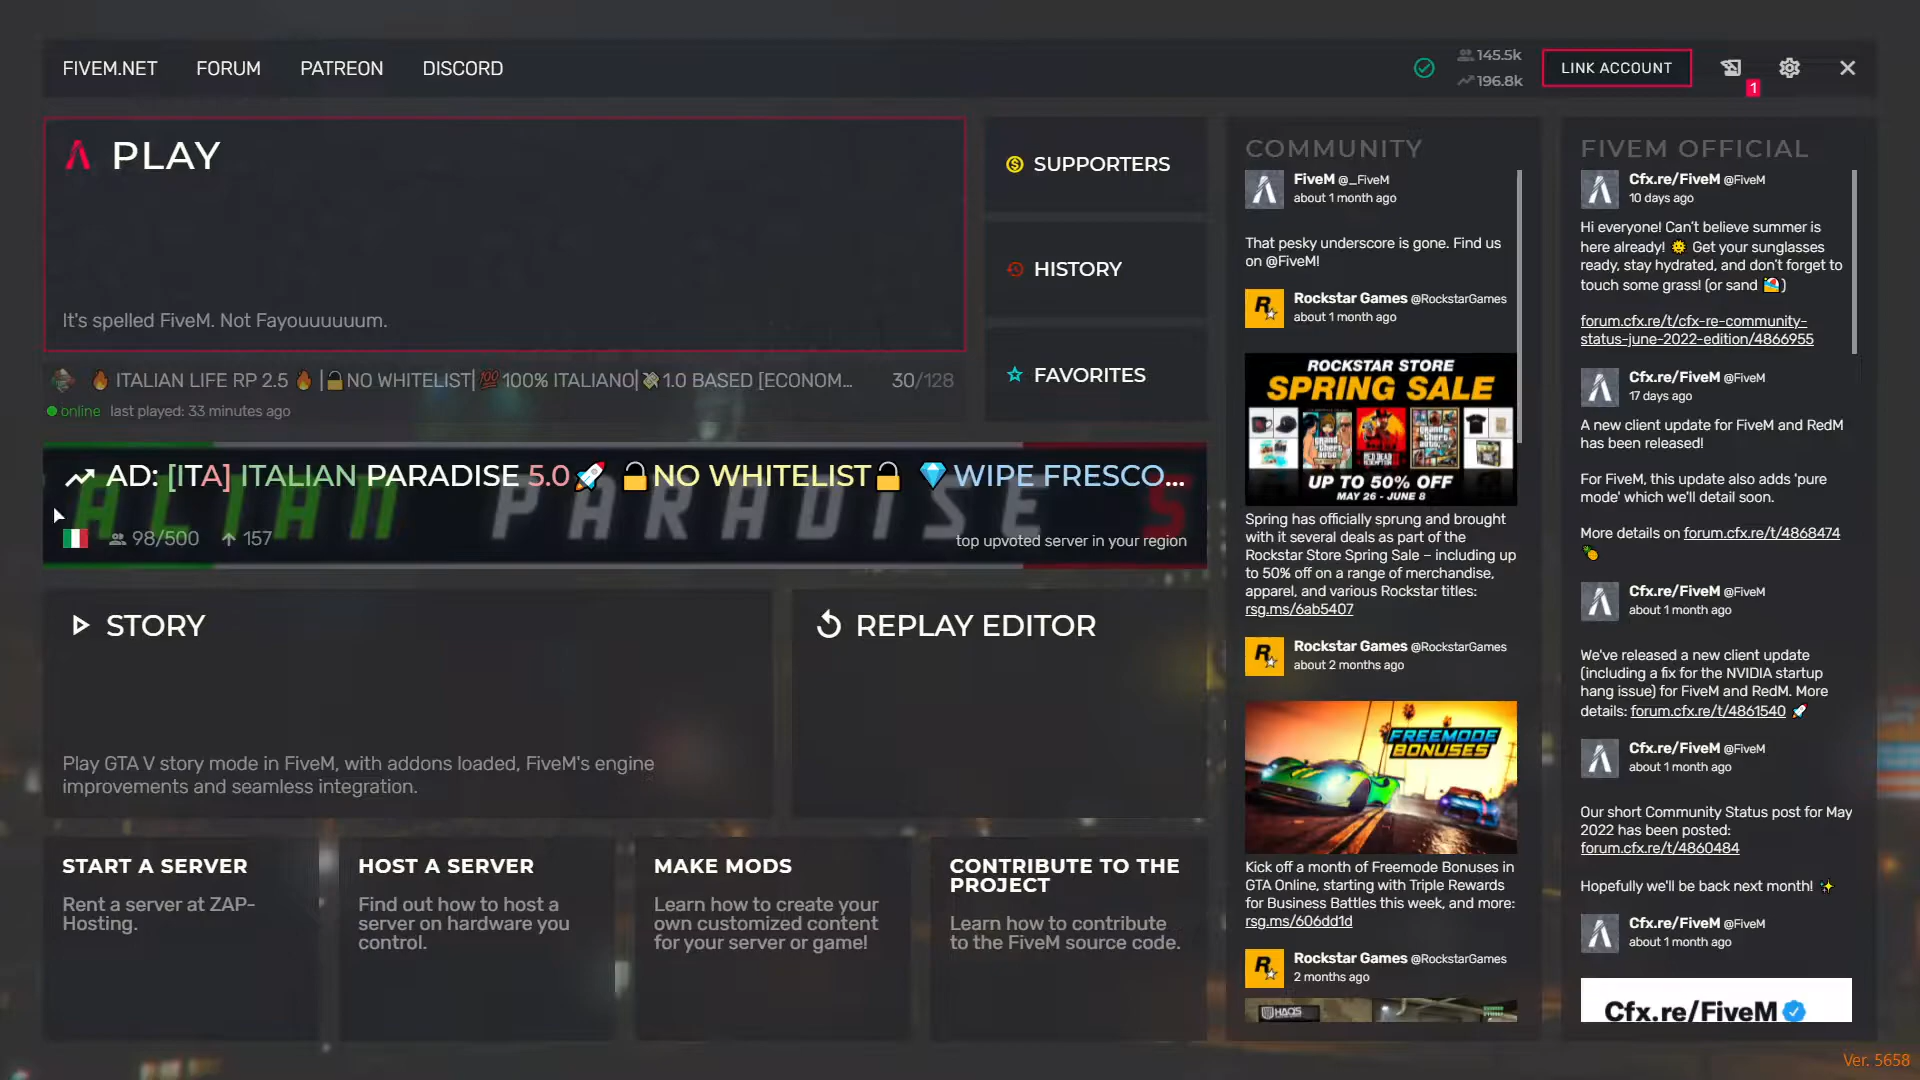 FIVEM.NET
FORUM
PATREON
DISCORD
145.5k
196.8k
LINK ACCOUNT
1
PLAY
It's spelled FiveM. Not Fayouuuuuum.
🔥 ITALIAN LIFE RP 2.5 🔥 |🔒NO WHITELIST|💯100% ITALIANO|💸1.0 BASED [ECONOM...
30/128
online last played: 33 minutes ago
AD: [ITA] ITALIAN PARADISE 5.0🚀 🔒NO WHITELIST🔒 💎WIPE FRESCO...
ALIAN PARADISE 5
98/500
157
top upvoted server in your region
STORY
Play GTA V story mode in FiveM, with addons loaded, FiveM's engine
improvements and seamless integration.
REPLAY EDITOR
START A SERVER
Rent a server at ZAP-
Hosting.
HOST A SERVER
Find out how to host a
server on hardware you
control.
MAKE MODS
Learn how to create your
own customized content
for your server or game!
CONTRIBUTE TO THE
PROJECT
Learn how to contribute
to the FiveM source code.
SUPPORTERS
HISTORY
FAVORITES
COMMUNITY
FiveM @_FiveM
about 1 month ago
That pesky underscore is gone. Find us
on @FiveM!
Rockstar Games @RockstarGames
about 1 month ago
ROCKSTAR STORE
SPRING SALE
UP TO 50% OFF
MAY 26 - JUNE 8
Spring has officially sprung and brought
with it several deals as part of the
Rockstar Store Spring Sale – including up
to 50% off on a range of merchandise,
apparel, and various Rockstar titles:
rsg.ms/6ab5407
Rockstar Games @RockstarGames
about 2 months ago
FREEMODE
BONUSES
Kick off a month of Freemode Bonuses in
GTA Online, starting with Triple Rewards
for Business Battles this week, and more:
rsg.ms/606dd1d
Rockstar Games @RockstarGames
2 months ago
HAOS
FIVEM OFFICIAL
Cfx.re/FiveM @FiveM
10 days ago
Hi everyone! Can't believe summer is
here already! 🌞 Get your sunglasses
ready, stay hydrated, and don't forget to
touch some grass! (or sand 🏖)
forum.cfx.re/t/cfx-re-community-
status-june-2022-edition/4866955
Cfx.re/FiveM @FiveM
17 days ago
A new client update for FiveM and RedM
has been released!
For FiveM, this update also adds 'pure
mode' which we'll detail soon.
More details on forum.cfx.re/t/4868474
🍍
Cfx.re/FiveM @FiveM
about 1 month ago
We've released a new client update
(including a fix for the NVIDIA startup
hang issue) for FiveM and RedM. More
details: forum.cfx.re/t/4861540 🚀
Cfx.re/FiveM @FiveM
about 1 month ago
Our short Community Status post for May
2022 has been posted:
forum.cfx.re/t/4860484
Hopefully we'll be back next month! ✨
Cfx.re/FiveM @FiveM
about 1 month ago
Cfx.re/FiveM
Ver. 5658